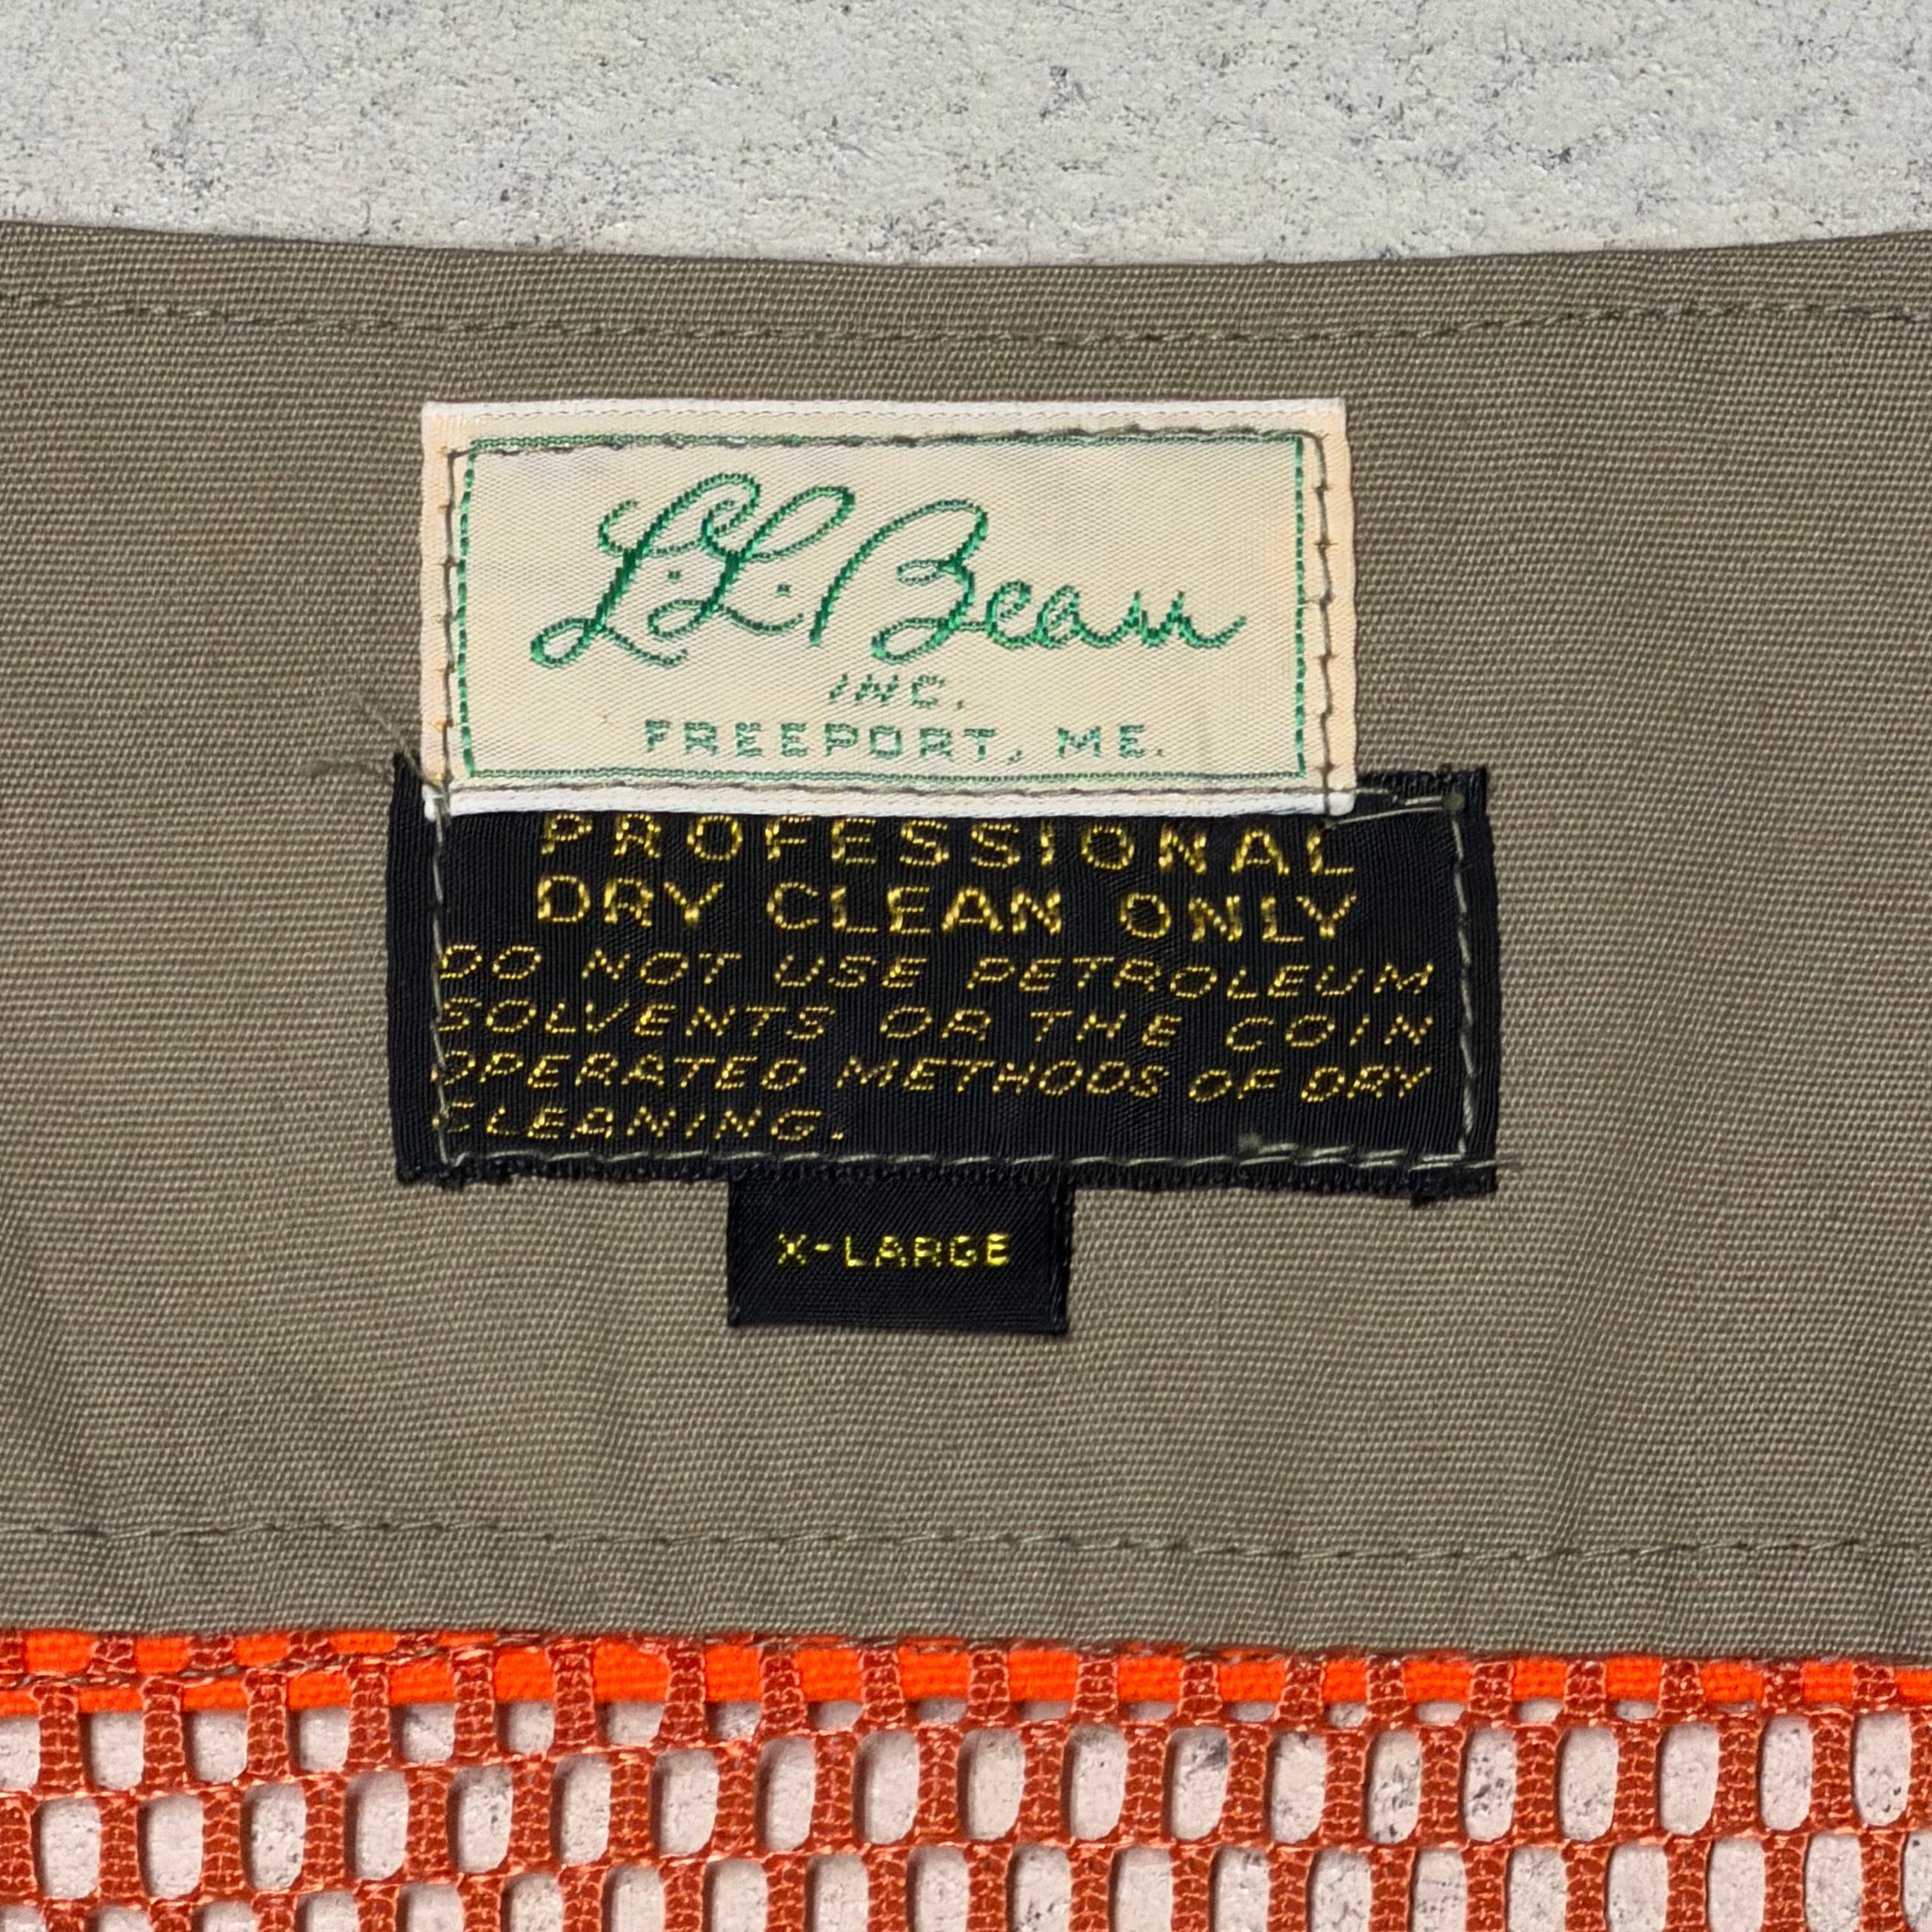 L.L.Bean
INC.
FREEPORT, ME.
PROFESSIONAL
DRY CLEAN ONLY
DO NOT USE PETROLEUM
SOLVENTS OR THE COIN
OPERATED METHODS OF DRY
CLEANING.
X-LARGE